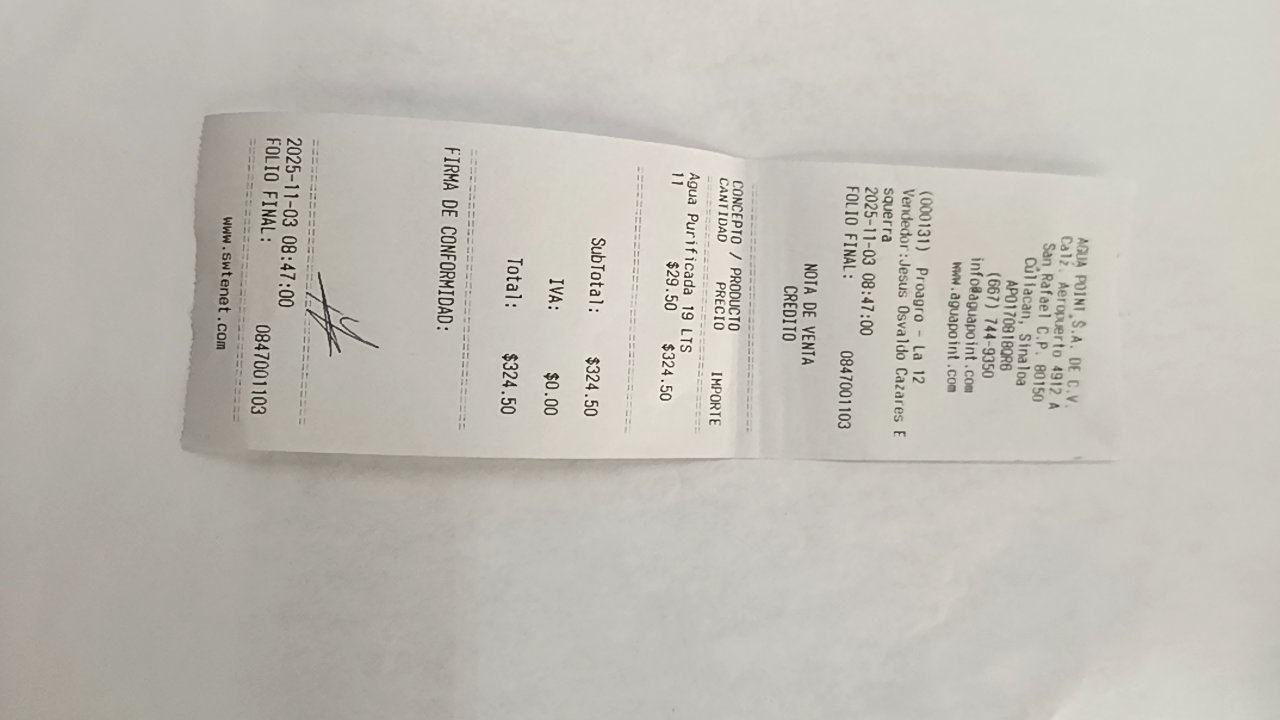 AGUA POINT S.A. DE C.V.
Calz. Aeropuerto 4912 A
San Rafael C.P. 80150
Culiacan, Sinaloa
APO170818QR6
(667) 744-9350
info@aguapoint.com
www.aguapoint.com
(000131) Proagro - La 12
Vendedor:Jesus Osvaldo Cazares E
squerra
2025-11-03 08:47:00
FOLIO FINAL: 0847001103
NOTA DE VENTA
CREDITO
CONCEPTO / PRODUCTO
CANTIDAD PRECIO IMPORTE
Agua Purificada 19 LTS
11 $29.50 $324.50
SubTotal: $324.50
IVA: $0.00
Total: $324.50
FIRMA DE CONFORMIDAD:
2025-11-03 08:47:00
FOLIO FINAL: 0847001103
www.swtenet.com